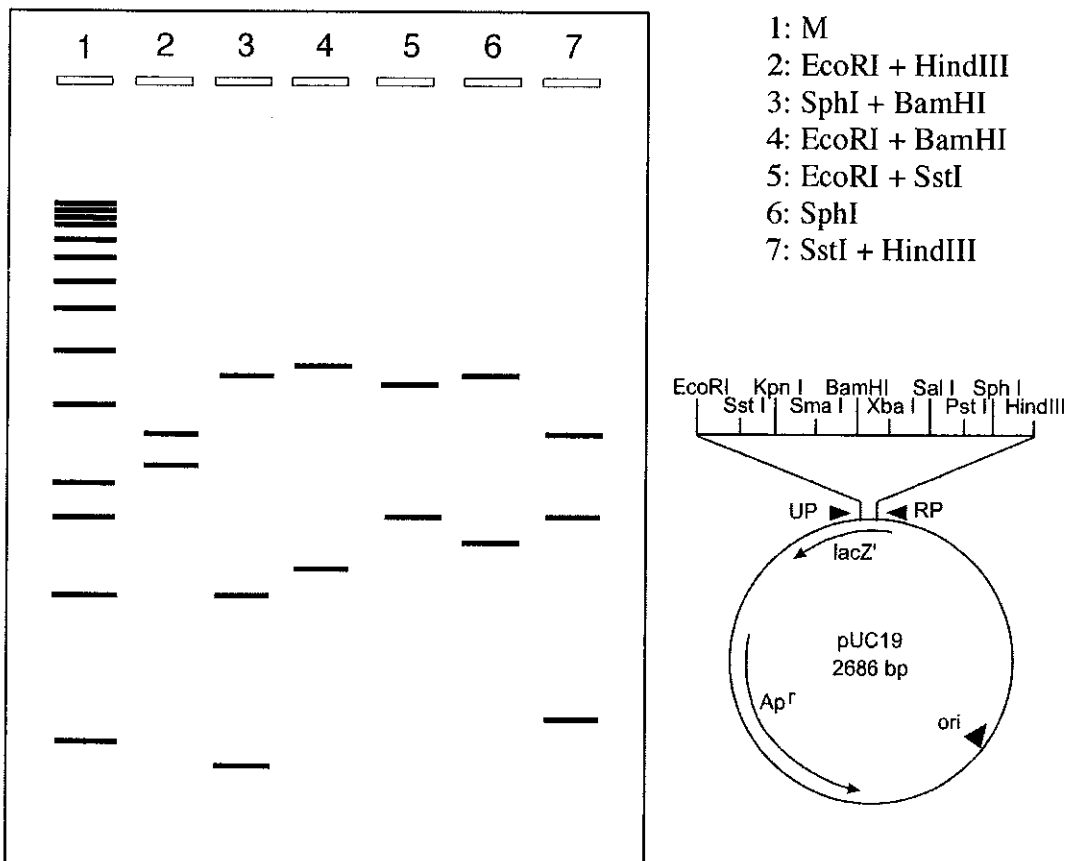 1 2 3 4 5 6 7
1: M
2: EcoRI + HindIII
3: SphI + BamHI
4: EcoRI + BamHI
5: EcoRI + SstI
6: SphI
7: SstI + HindIII
EcoRI Kpn I BamHI Sal I Sph I
Sst I Sma I Xba I Pst I HindIII
UP RP
lacZ'
pUC19
2686 bp
Apr
ori